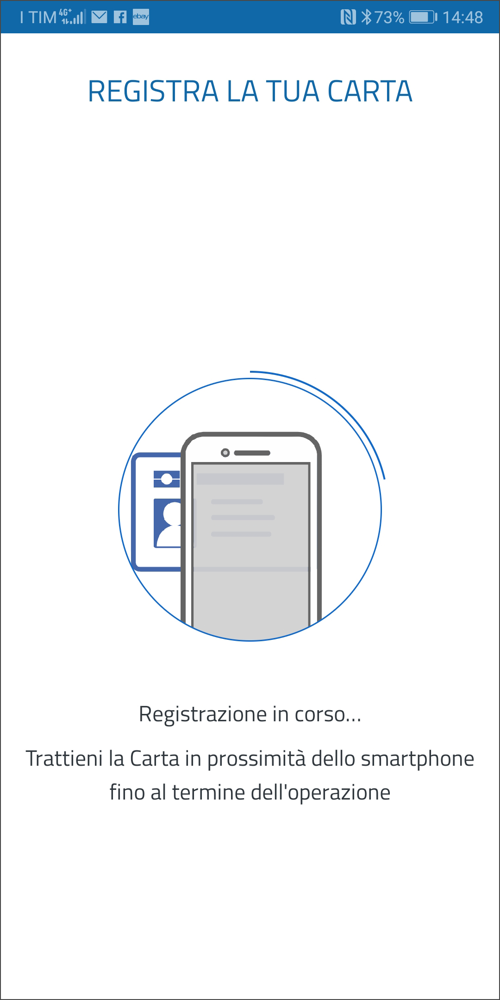 I TIM 4G+ ebay 73% 14:48
REGISTRA LA TUA CARTA
Registrazione in corso...
Trattieni la Carta in prossimità dello smartphone
fino al termine dell'operazione